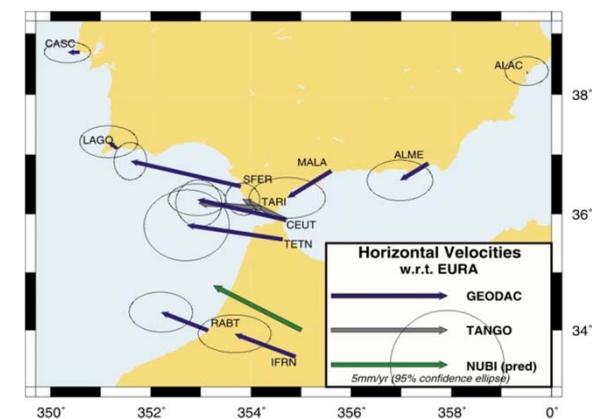 CASC
ALAC
38°
LAGO
MALA
ALME
SFER
TARI
36°
CEUT
TETN
Horizontal Velocities
w.r.t. EURA
GEODAC
TANGO
NUBI (pred)
5mm/yr (95% confidence ellipse)
RABT
34°
IFRN
350°
352°
354°
356°
358°
0°